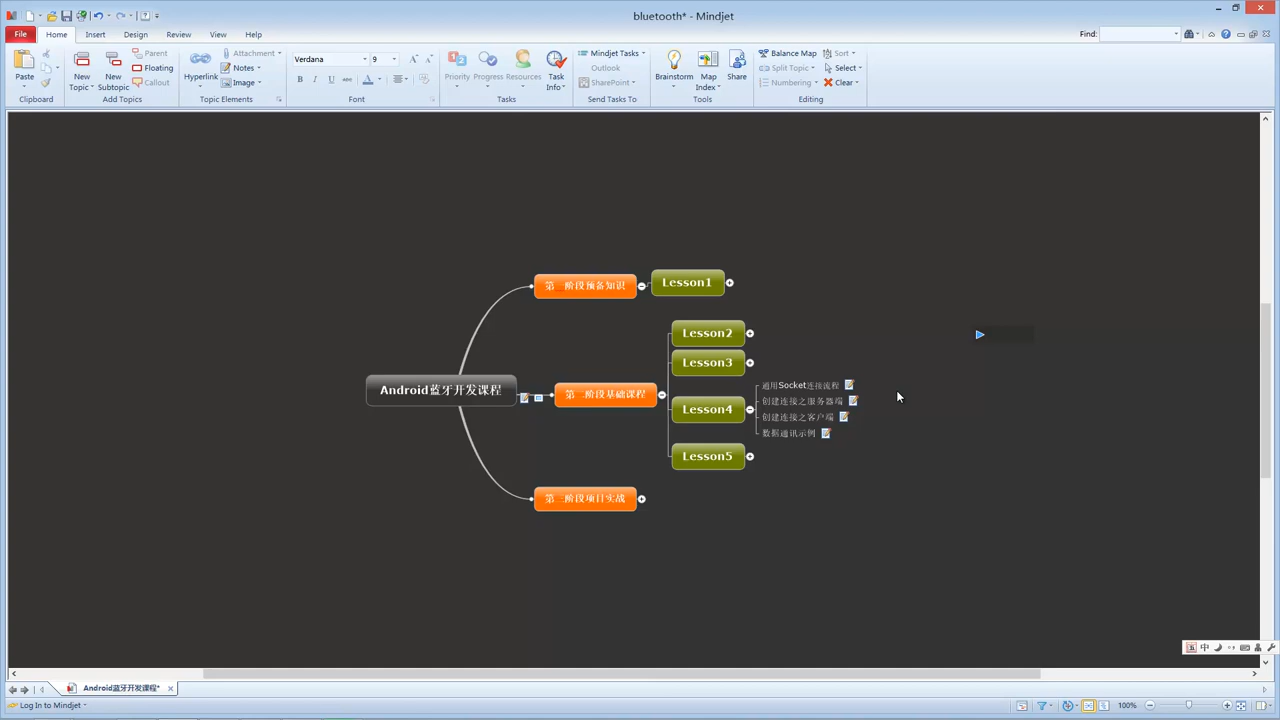 bluetooth* - Mindjet
File Home Insert Design Review View Help
Find:
Paste
Clipboard
New Topic
New Subtopic
Parent
Floating
Callout
Add Topics
Hyperlink
Attachment
Notes
Image
Topic Elements
Verdana 9
B I U A
Font
Priority
Progress
Resources
Task Info
Tasks
Mindjet Tasks
Outlook
SharePoint
Send Tasks To
Brainstorm
Map Index
Share
Tools
Balance Map
Split Topic
Numbering
Sort
Select
Clear
Editing
第一阶段预备知识
Lesson1
Lesson2
Lesson3
Android蓝牙开发课程
第二阶段基础课程
Lesson4
通用Socket连接流程
创建连接之服务器端
创建连接之客户端
数据通讯示例
Lesson5
第三阶段项目实战
中
Android蓝牙开发课程*
Log In to Mindjet
100%